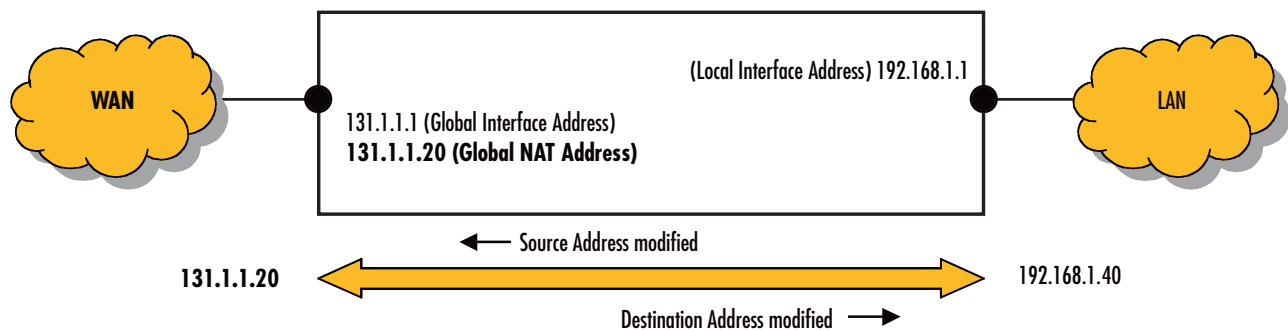 WAN
(Local Interface Address) 192.168.1.1
LAN
131.1.1.1 (Global Interface Address)
131.1.1.20 (Global NAT Address)
Source Address modified
131.1.1.20
192.168.1.40
Destination Address modified